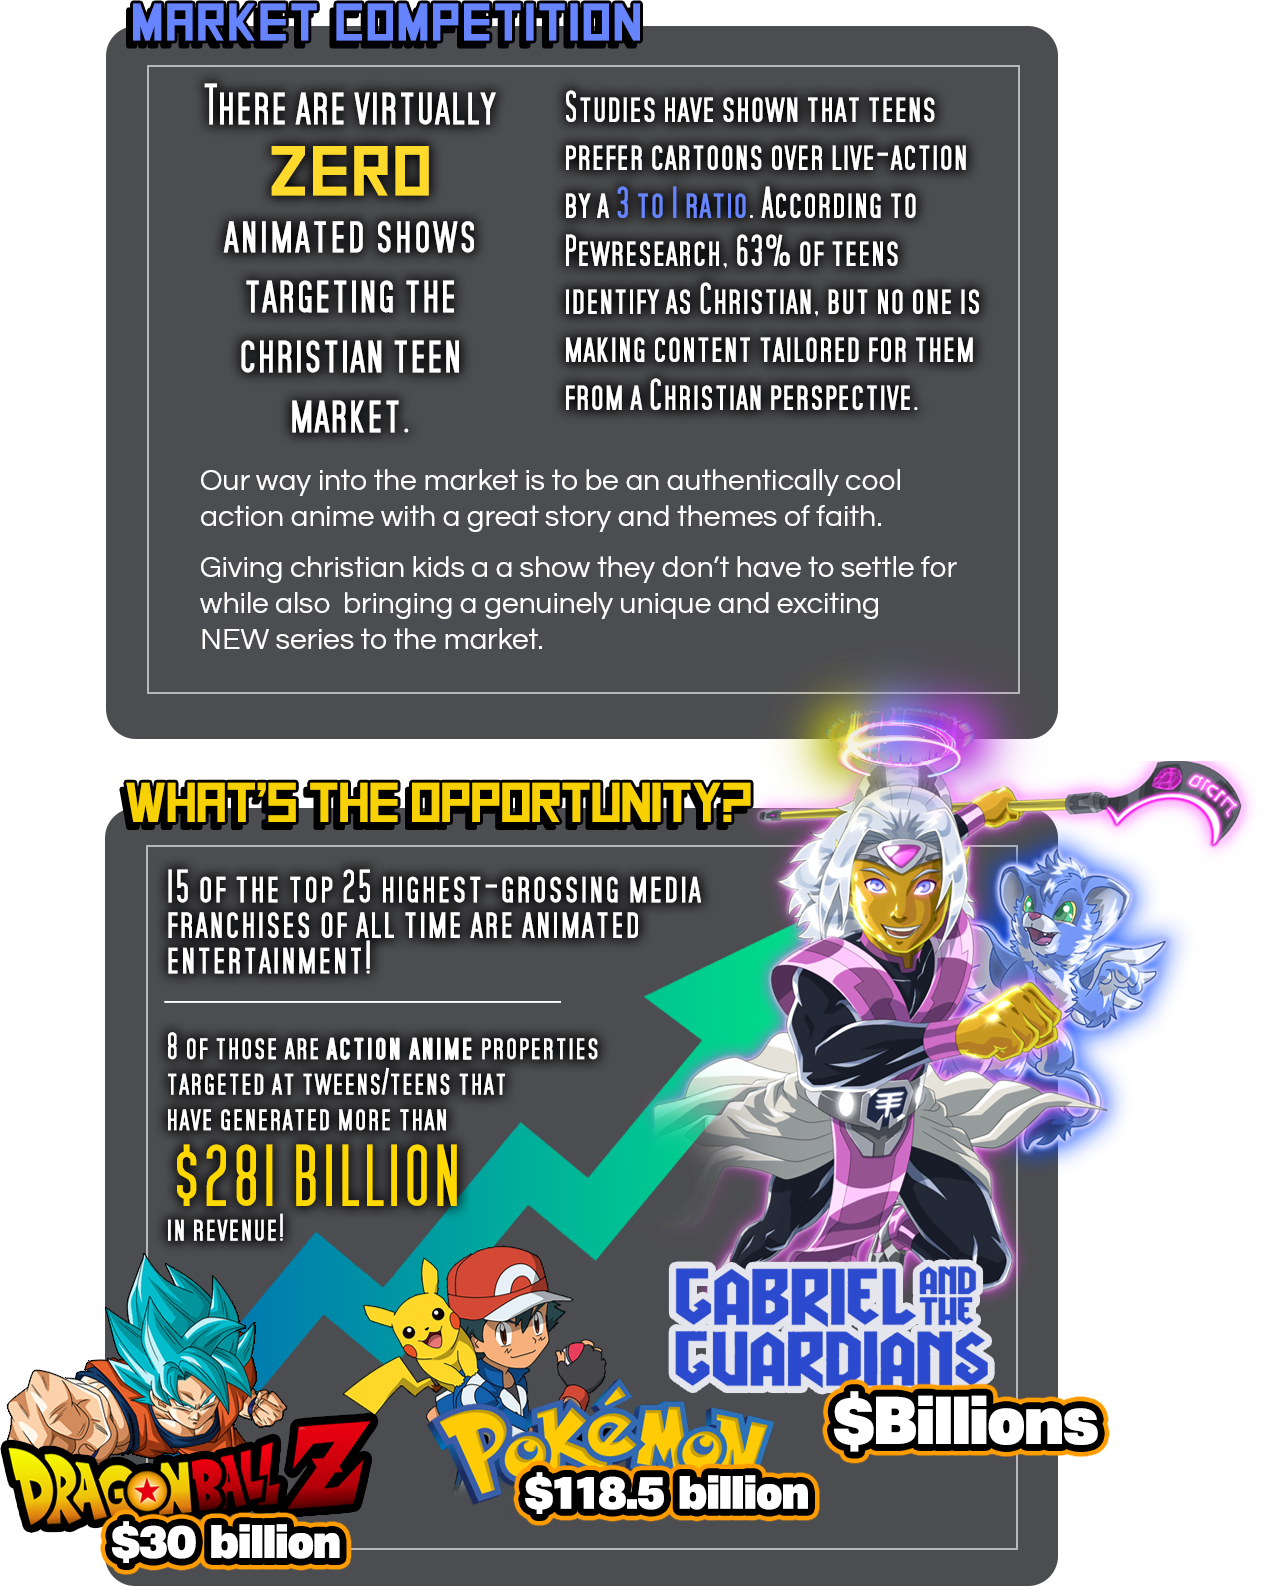 MARKET COMPETITION
THERE ARE VIRTUALLY
ZERO
ANIMATED SHOWS
TARGETING THE
CHRISTIAN TEEN
MARKET.
STUDIES HAVE SHOWN THAT TEENS
PREFER CARTOONS OVER LIVE-ACTION
BY A 3 TO 1 RATIO. ACCORDING TO
PEWRESEARCH, 63% OF TEENS
IDENTIFY AS CHRISTIAN, BUT NO ONE IS
MAKING CONTENT TAILORED FOR THEM
FROM A CHRISTIAN PERSPECTIVE.
Our way into the market is to be an authentically cool
action anime with a great story and themes of faith.
Giving christian kids a a show they don't have to settle for
while also bringing a genuinely unique and exciting
NEW series to the market.
WHAT'S THE OPPORTUNITY?
15 OF THE TOP 25 HIGHEST-GROSSING MEDIA
FRANCHISES OF ALL TIME ARE ANIMATED
ENTERTAINMENT!
8 OF THOSE ARE ACTION ANIME PROPERTIES
TARGETED AT TWEENS/TEENS THAT
HAVE GENERATED MORE THAN
$281 BILLION
IN REVENUE!
DRAGON BALL Z
$30 billion
POKéMON
$118.5 billion
GABRIEL AND THE
GUARDIANS
$Billions